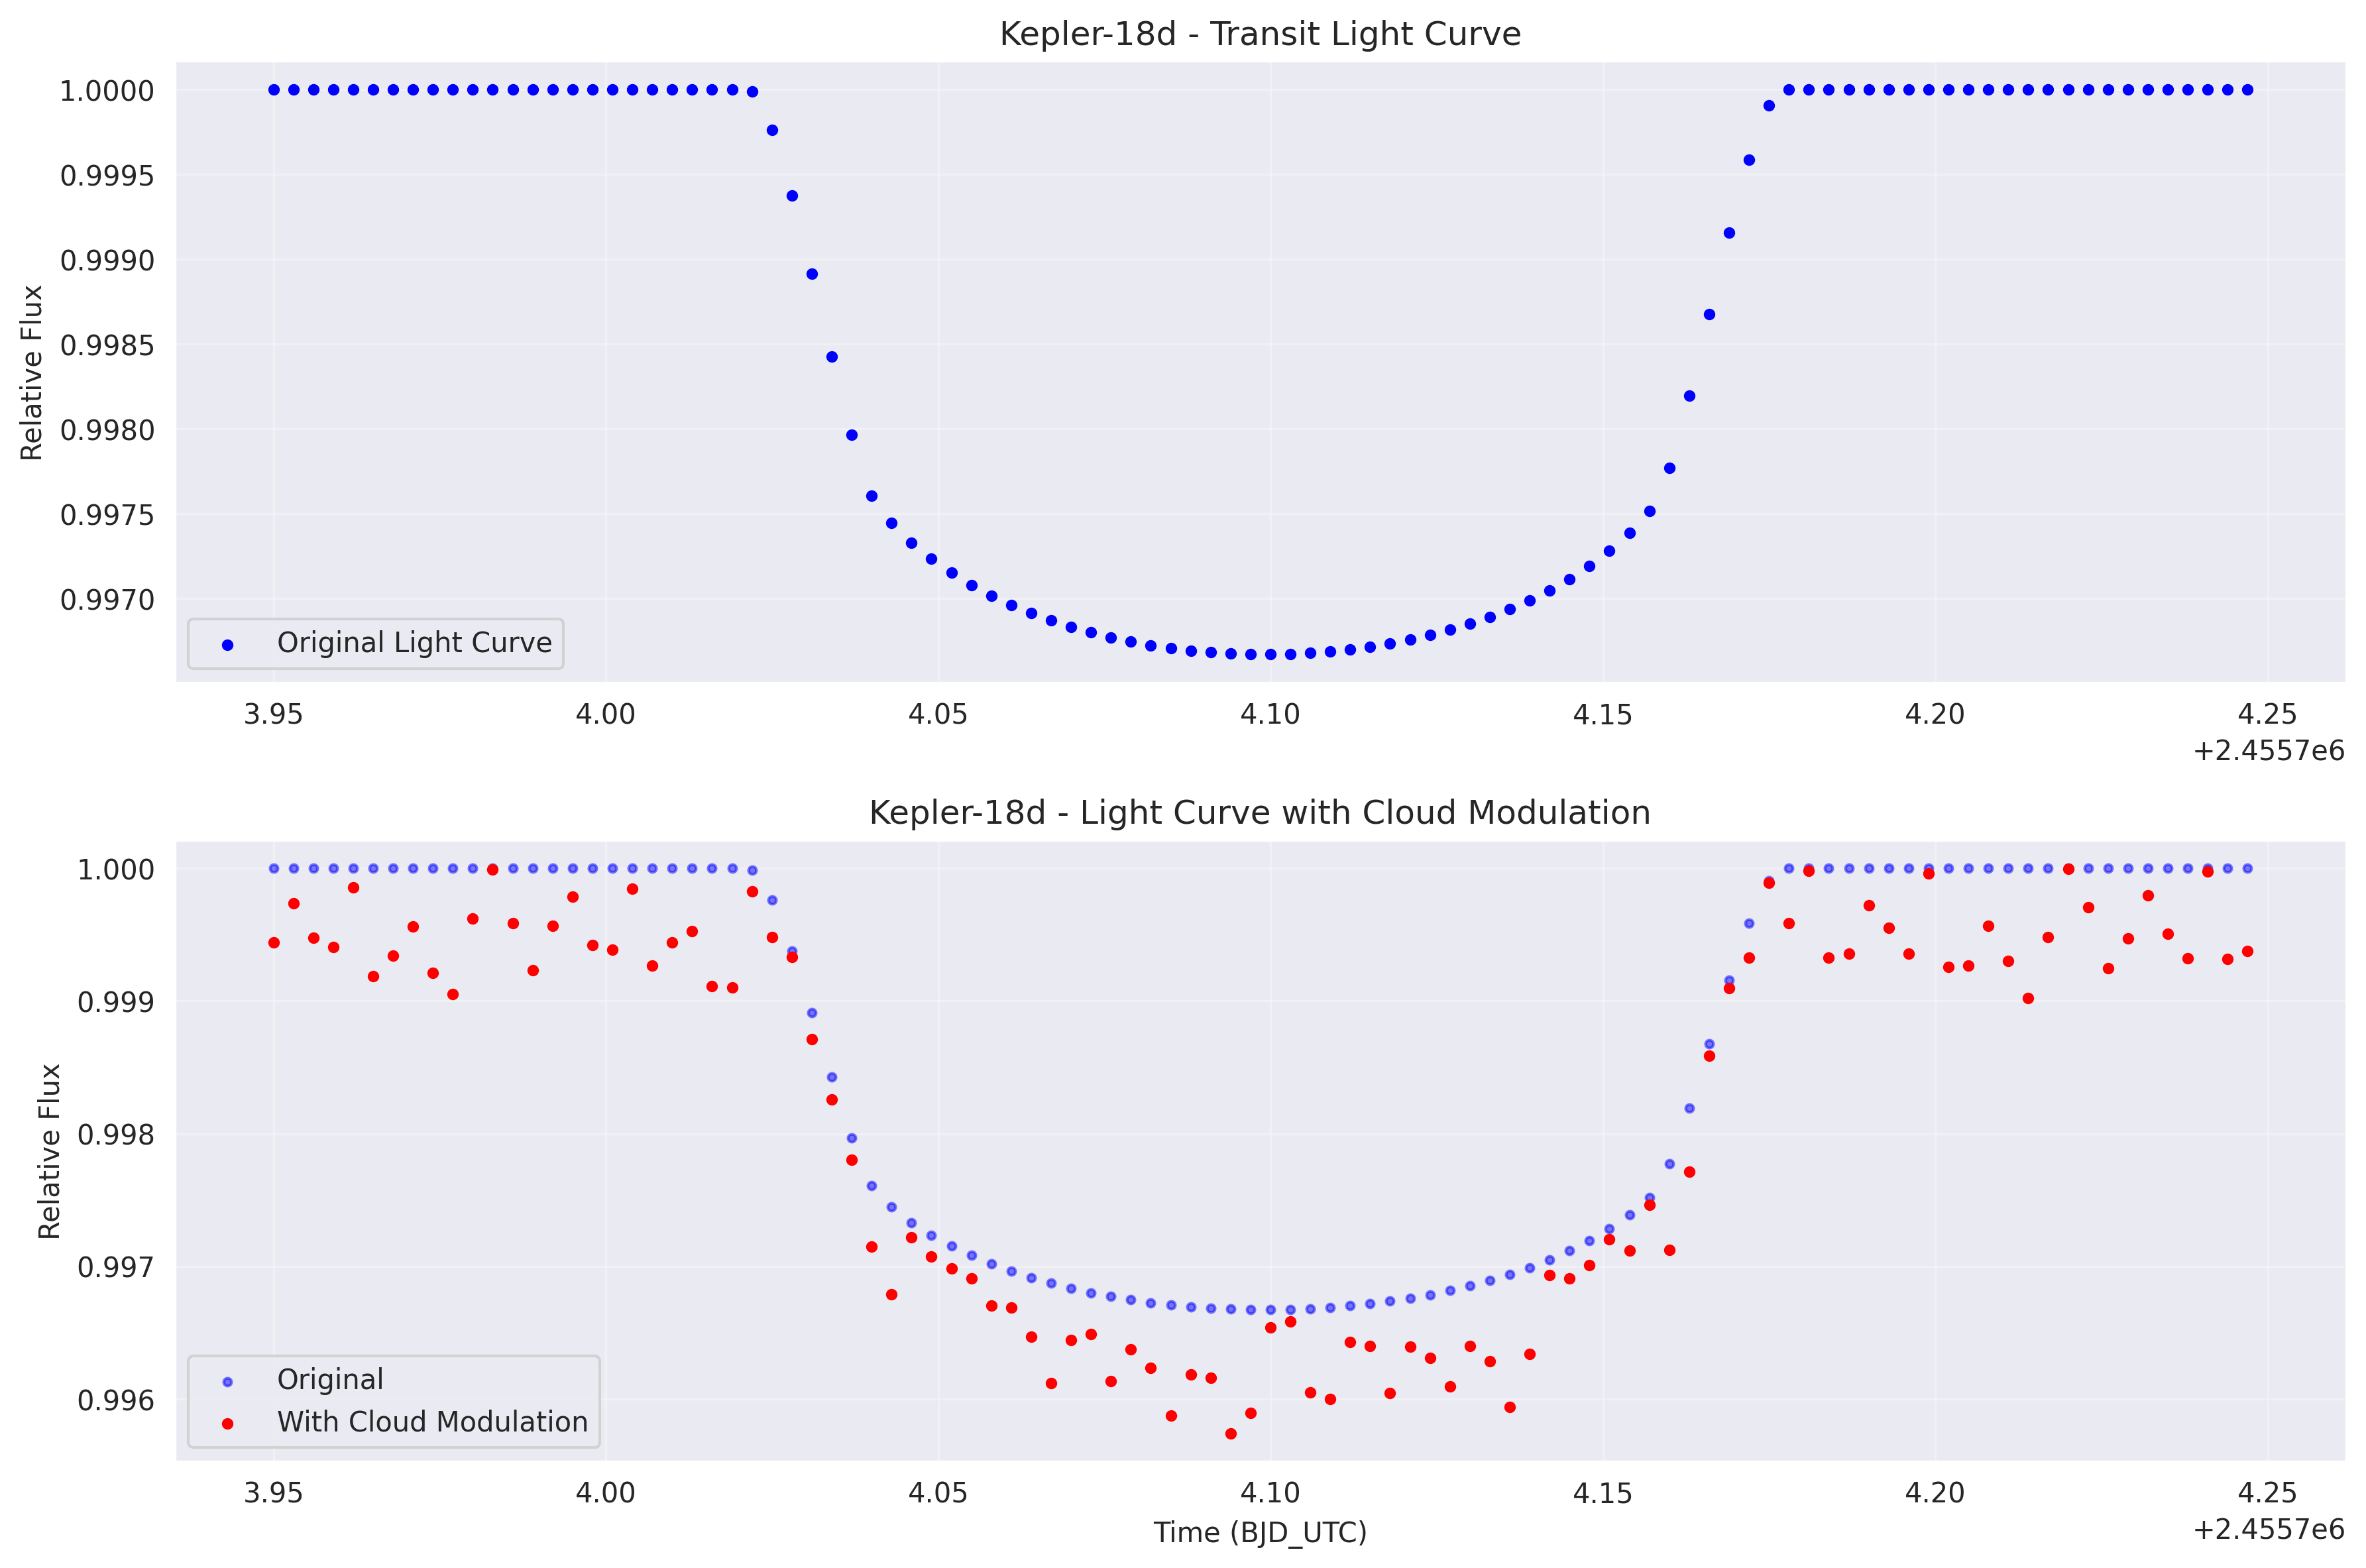 Kepler-18d - Transit Light Curve
1.0000
0.9995
0.9990
0.9985
0.9980
0.9975
0.9970
Relative Flux
Original Light Curve
3.95 4.00 4.05 4.10 4.15 4.20 4.25
+2.4557e6
Kepler-18d - Light Curve with Cloud Modulation
1.000
0.999
0.998
0.997
0.996
Relative Flux
Original
With Cloud Modulation
3.95 4.00 4.05 4.10 4.15 4.20 4.25
Time (BJD_UTC)
+2.4557e6